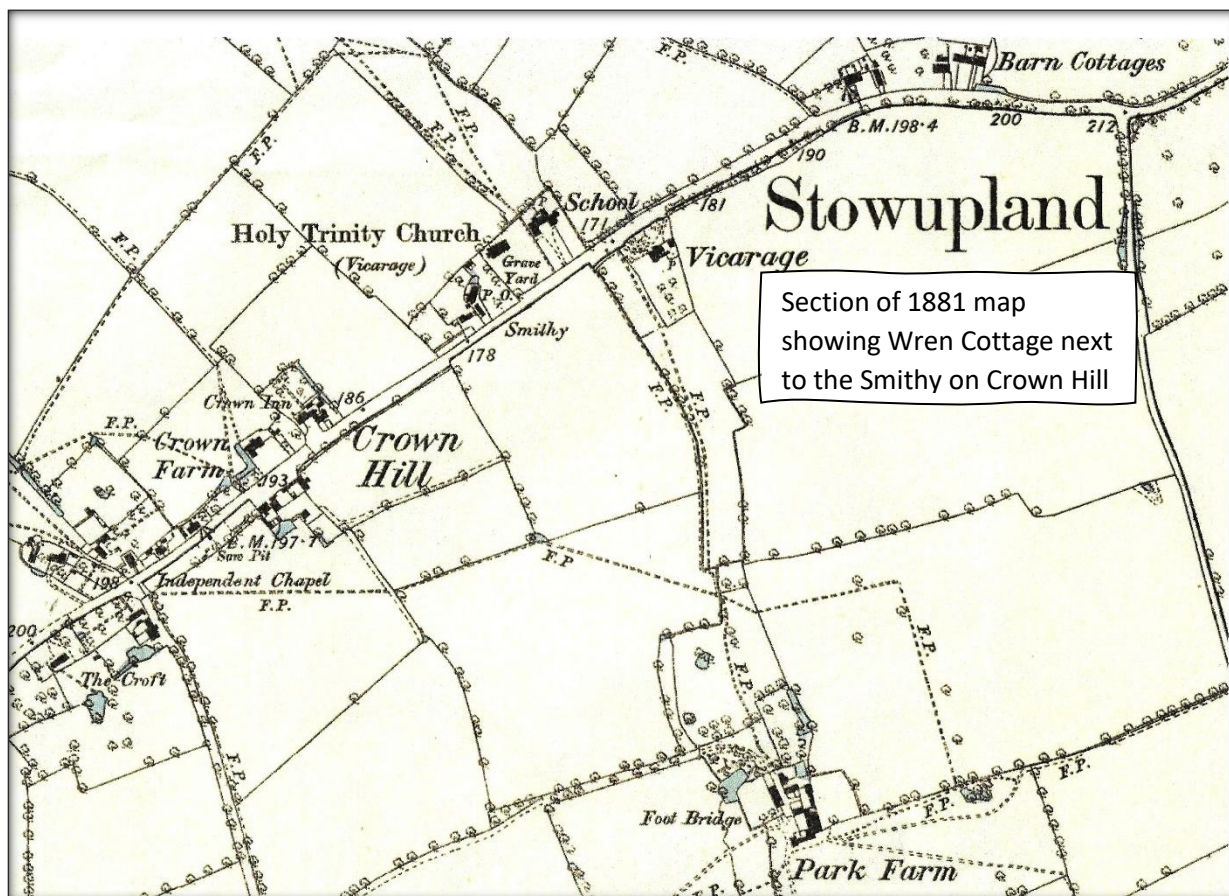 Barn Cottages
B.M.198·4
200
212
190
F.P.
F.P.
F.P.
F.P.
School
171
181
Stowupland
Holy Trinity Church
(Vicarage)
Grave
Yard
P.O.
Vicarage
Smithy
178
Section of 1881 map
showing Wren Cottage next
to the Smithy on Crown Hill
Crown Inn
186
F.P.
F.P.
F.P.
Crown
Farm
Crown
Hill
193
B.M.197·7
Saw Pit
198
Independent Chapel
F.P.
F.P.
200
The Croft
F.P.
F.P.
F.P.
Foot Bridge
F.P.
F.P.
Park Farm
F.P.